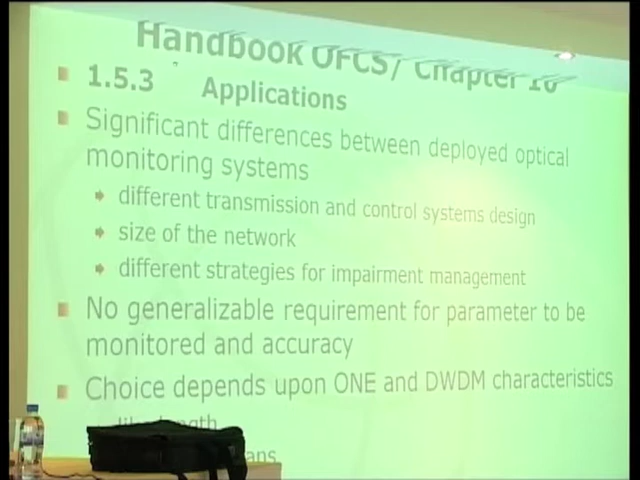 Handbook OFCS/ Chapter 10
1.5.3 Applications
Significant differences between deployed optical
monitoring systems
different transmission and control systems design
size of the network
different strategies for impairment management
No generalizable requirement for parameter to be
monitored and accuracy
Choice depends upon ONE and DWDM characteristics